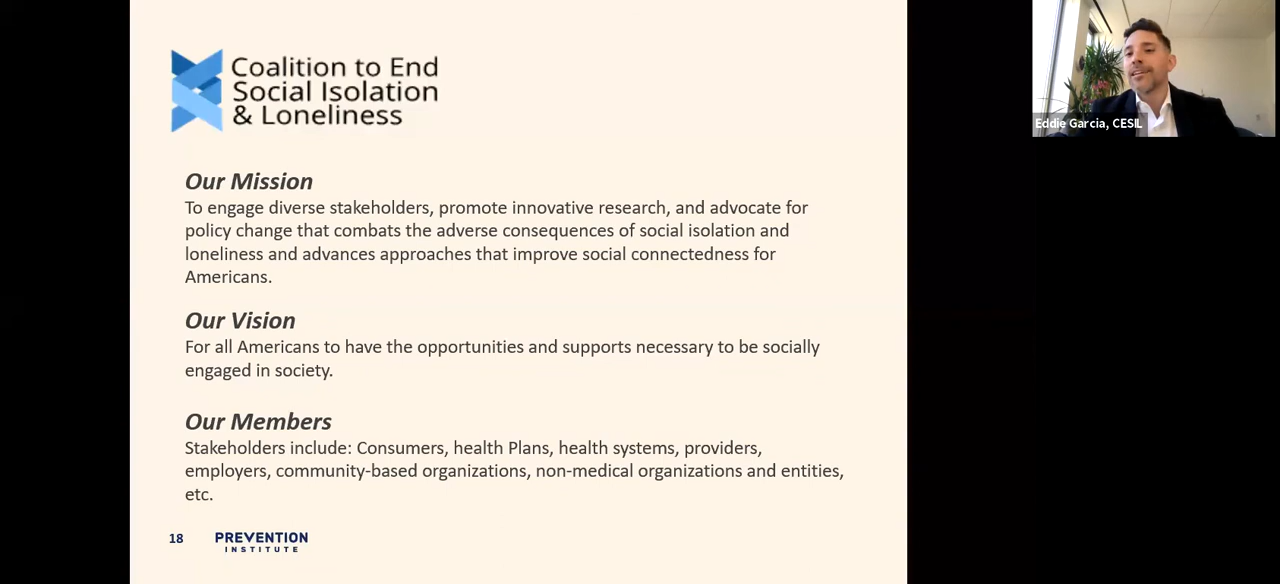 Coalition to End
Social Isolation
& Loneliness
Our Mission
To engage diverse stakeholders, promote innovative research, and advocate for
policy change that combats the adverse consequences of social isolation and
loneliness and advances approaches that improve social connectedness for
Americans.
Our Vision
For all Americans to have the opportunities and supports necessary to be socially
engaged in society.
Our Members
Stakeholders include: Consumers, health Plans, health systems, providers,
employers, community-based organizations, non-medical organizations and entities,
etc.
18
PREVENTION
INSTITUTE
Eddie Garcia, CESIL